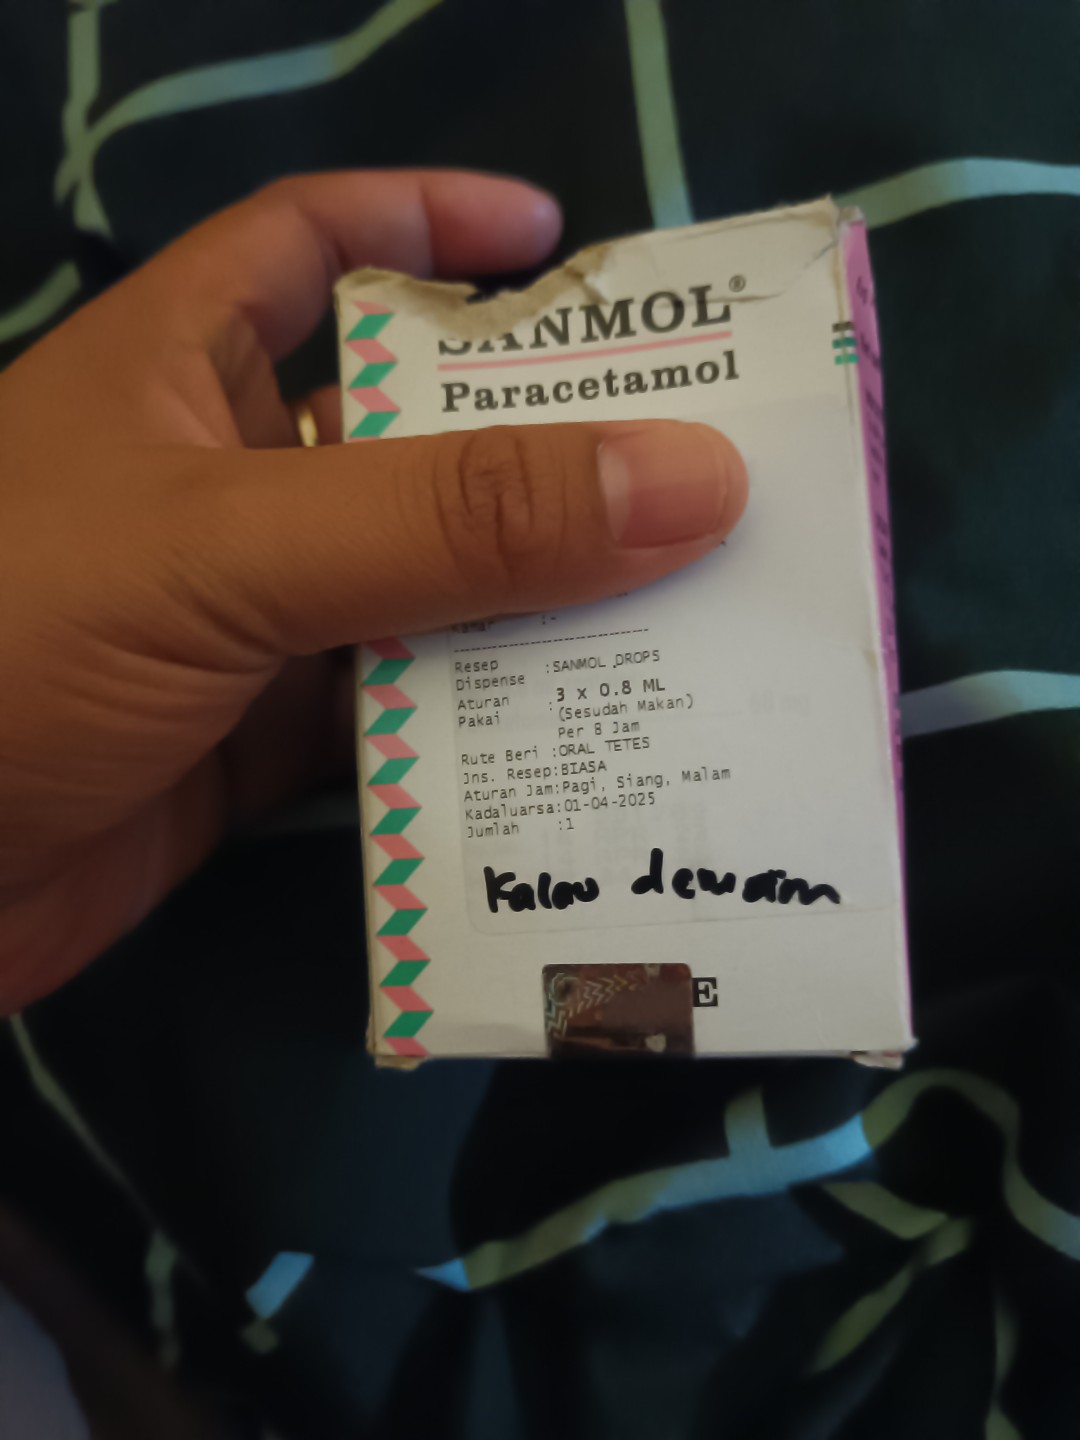 SANMOL®
Paracetamol
Kamar :-
Resep :SANMOL DROPS
Dispense
Aturan : 3 x 0.8 ML
Pakai (Sesudah Makan)
Per 8 Jam
Rute Beri :ORAL TETES
Jns. Resep:BIASA
Aturan Jam:Pagi, Siang, Malam
Kadaluarsa:01-04-2025
Jumlah :1
Kalau demam
E